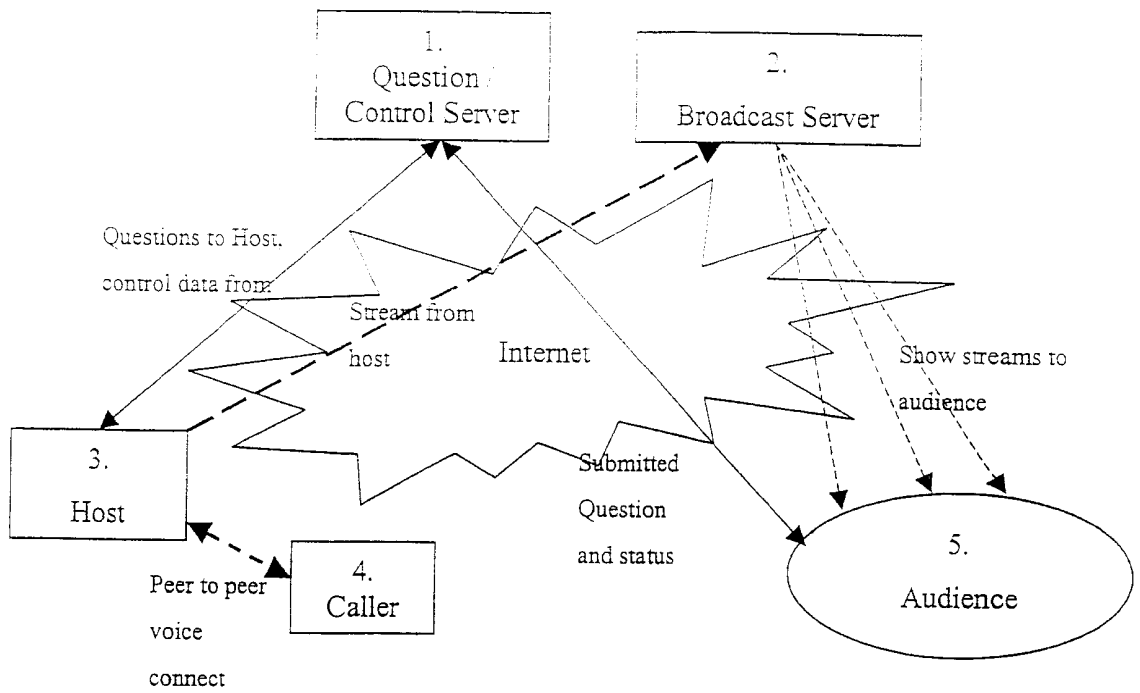 1.
Question /
Control Server
2.
Broadcast Server
Questions to Host.
control data from
Stream from
host
Internet
Show streams to
audience
3.
Host
Submitted
Question
and status
4.
Caller
Peer to peer
voice
connect
5.
Audience